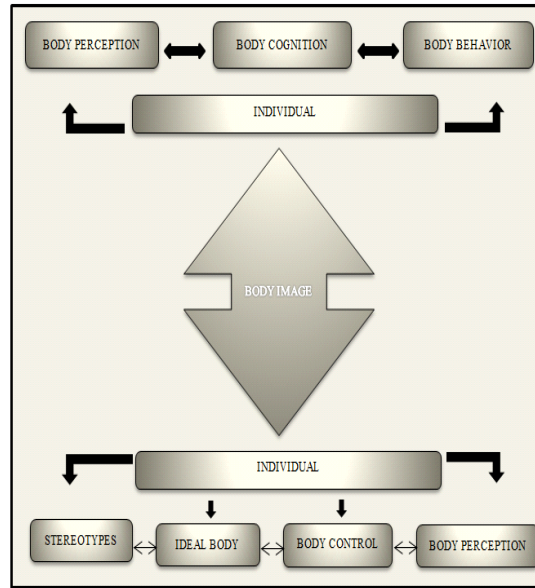 BODY PERCEPTION
BODY COGNITION
BODY BEHAVIOR
INDIVIDUAL
BODY IMAGE
INDIVIDUAL
STEREOTYPES
IDEAL BODY
BODY CONTROL
BODY PERCEPTION